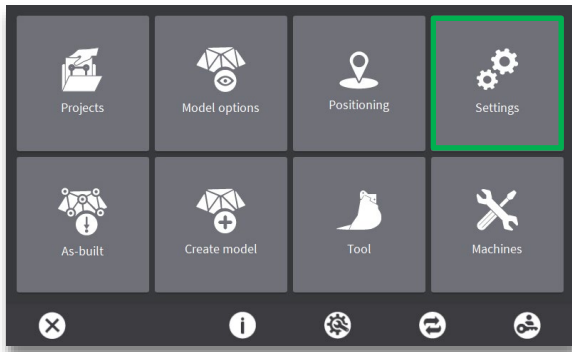 Projects
Model options
Positioning
Settings
As-built
Create model
Tool
Machines